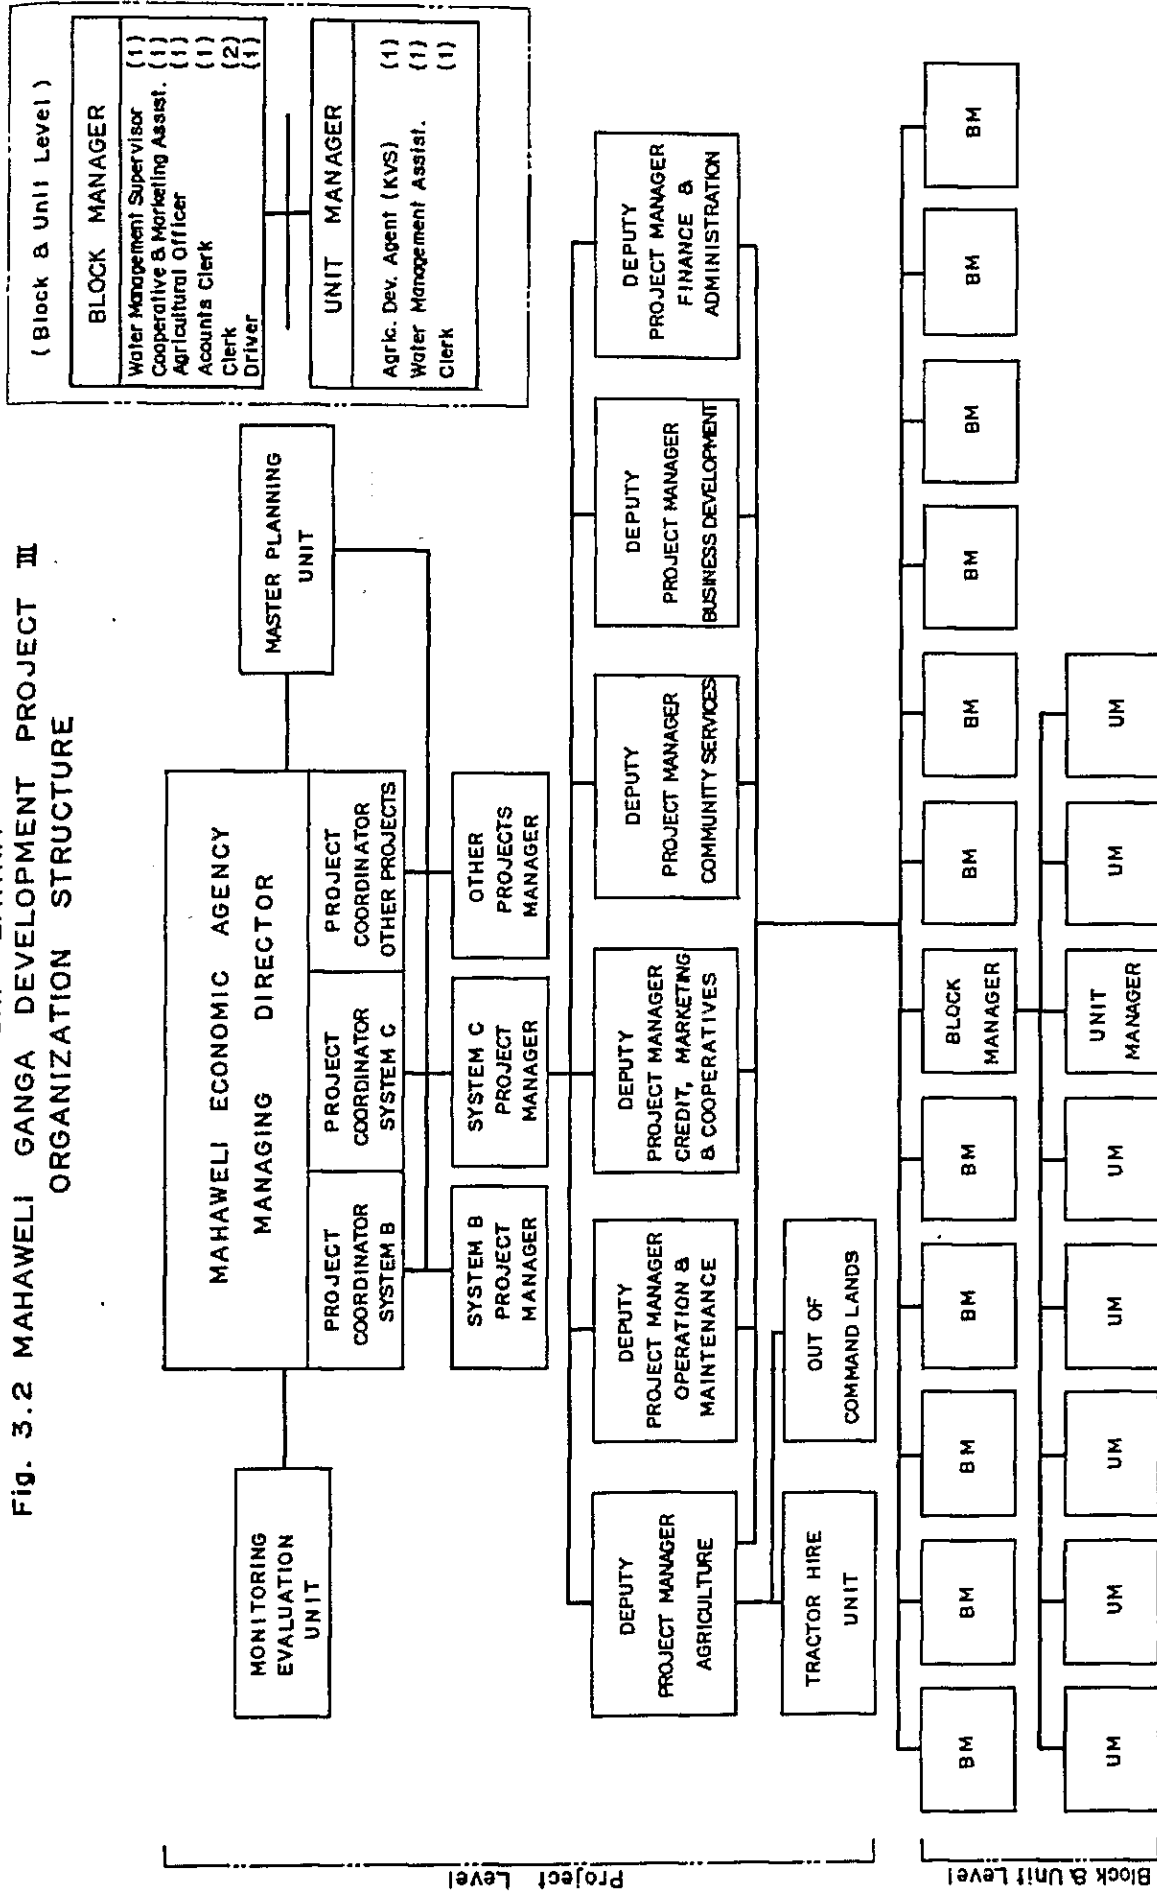 Fig. 3.2 MAHAWELI GANGA DEVELOPMENT PROJECT III
ORGANIZATION STRUCTURE
(Block & Unit Level)
BLOCK MANAGER
Water Management Supervisor (1)
Cooperative & Marketing Assist. (1)
Agricultural Officer (1)
Acounts Clerk (1)
Clerk (2)
Driver (1)
UNIT MANAGER
Agric. Dev. Agent (KVS) (1)
Water Management Assist. (1)
Clerk (1)
MONITORING
EVALUATION
UNIT
MAHAWELI ECONOMIC AGENCY
MANAGING DIRECTOR
PROJECT
COORDINATOR
SYSTEM B
PROJECT
COORDINATOR
SYSTEM C
PROJECT
COORDINATOR
OTHER PROJECTS
MASTER PLANNING
UNIT
SYSTEM B
PROJECT
MANAGER
SYSTEM C
PROJECT
MANAGER
OTHER
PROJECTS
MANAGER
DEPUTY
PROJECT MANAGER
AGRICULTURE
DEPUTY
PROJECT MANAGER
OPERATION &
MAINTENANCE
DEPUTY
PROJECT MANAGER
CREDIT, MARKETING
& COOPERATIVES
DEPUTY
PROJECT MANAGER
COMMUNITY SERVICES
DEPUTY
PROJECT MANAGER
BUSINESS DEVELOPMENT
DEPUTY
PROJECT MANAGER
FINANCE &
ADMINISTRATION
TRACTOR HIRE
UNIT
OUT OF
COMMAND LANDS
Project Level
BM
BM
BM
BM
BM
BLOCK
MANAGER
BM
BM
BM
BM
BM
BM
UM
UM
UM
UM
UM
UNIT
MANAGER
UM
UM
Block & Unit Level